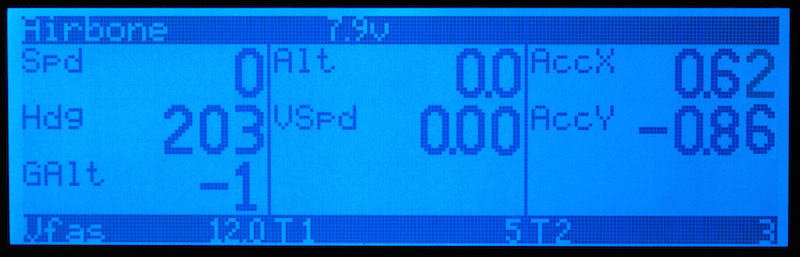 Airbone 7.9v
Spd 0 Alt 0.0 AccX 0.62
Hdg 203 VSpd 0.00 AccY -0.86
GAlt -1
Vfas 12.0 T1 5 T2 3